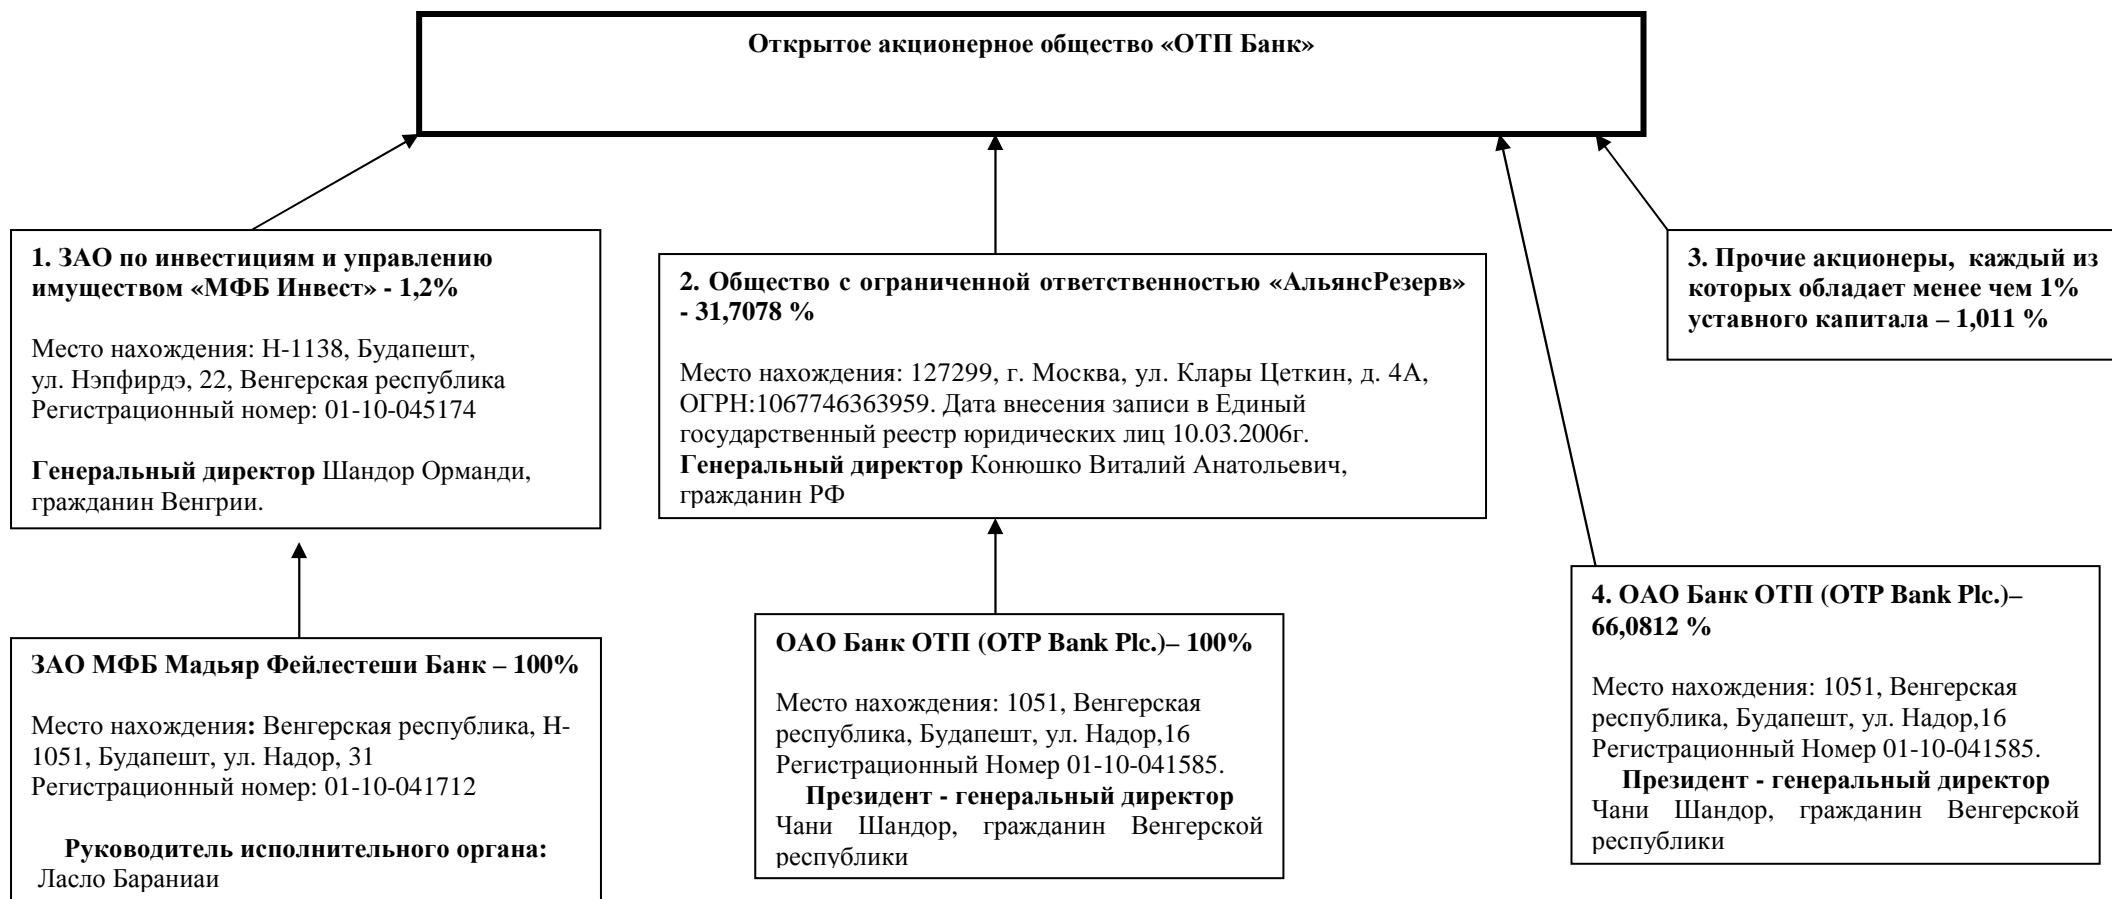 Открытое акционерное общество «ОТП Банк»
1. ЗАО по инвестициям и управлению
имуществом «МФБ Инвест» - 1,2%
Место нахождения: Н-1138, Будапешт,
ул. Нэпфирдэ, 22, Венгерская республика
Регистрационный номер: 01-10-045174
Генеральный директор Шандор Орманди,
гражданин Венгрии.
2. Общество с ограниченной ответственностью «АльянсРезерв»
- 31,7078 %
Место нахождения: 127299, г. Москва, ул. Клары Цеткин, д. 4А,
ОГРН:1067746363959. Дата внесения записи в Единый
государственный реестр юридических лиц 10.03.2006г.
Генеральный директор Конюшко Виталий Анатольевич,
гражданин РФ
3. Прочие акционеры, каждый из
которых обладает менее чем 1%
уставного капитала – 1,011 %
ЗАО МФБ Мадьяр Фейлестеши Банк – 100%
Место нахождения: Венгерская республика, Н-
1051, Будапешт, ул. Надор, 31
Регистрационный номер: 01-10-041712
Руководитель исполнительного органа:
Ласло Бараниаи
ОАО Банк ОТП (OTP Bank Plc.)– 100%
Место нахождения: 1051, Венгерская
республика, Будапешт, ул. Надор,16
Регистрационный Номер 01-10-041585.
Президент - генеральный директор
Чани Шандор, гражданин Венгерской
республики
4. ОАО Банк ОТП (OTP Bank Plc.)–
66,0812 %
Место нахождения: 1051, Венгерская
республика, Будапешт, ул. Надор,16
Регистрационный Номер 01-10-041585.
Президент - генеральный директор
Чани Шандор, гражданин Венгерской
республики